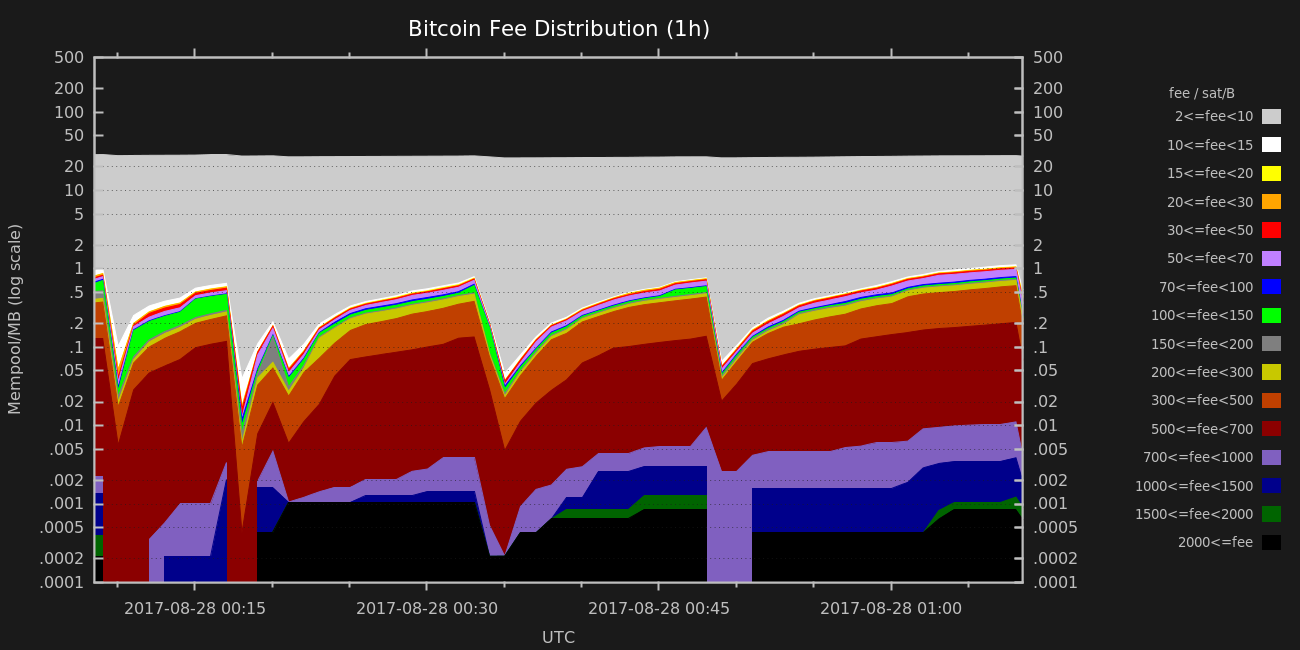 Bitcoin Fee Distribution (1h)
500 500
200 200
100 100
50 50
20 20
10 10
5 5
2 2
1 1
.5 .5
.2 .2
.1 .1
.05 .05
.02 .02
.01 .01
.005 .005
.002 .002
.001 .001
.0005 .0005
.0002 .0002
.0001 .0001
Mempool/MB (log scale)
2017-08-28 00:15 2017-08-28 00:30 2017-08-28 00:45 2017-08-28 01:00
UTC
fee / sat/B
2<=fee<10
10<=fee<15
15<=fee<20
20<=fee<30
30<=fee<50
50<=fee<70
70<=fee<100
100<=fee<150
150<=fee<200
200<=fee<300
300<=fee<500
500<=fee<700
700<=fee<1000
1000<=fee<1500
1500<=fee<2000
2000<=fee